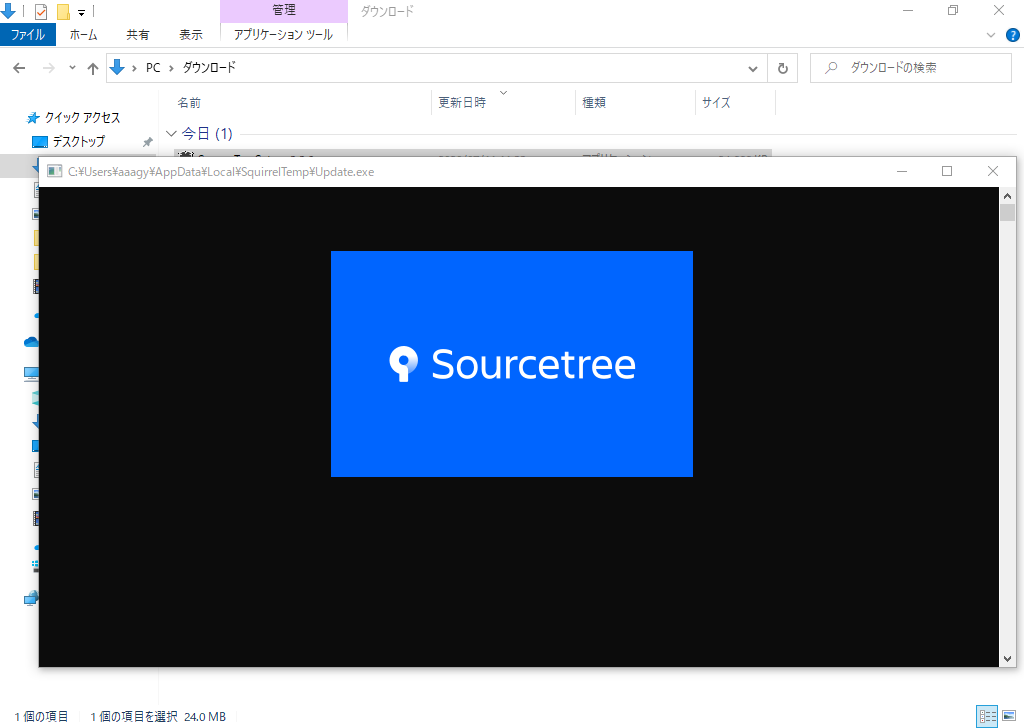 管理
ダウンロード
ファイル
ホーム
共有
表示
アプリケーション ツール
?
PC
ダウンロード
ダウンロードの検索
名前
更新日時
種類
サイズ
クイック アクセス
今日 (1)
デスクトップ
C:¥Users¥aaagy¥AppData¥Local¥SquirrelTemp¥Update.exe
Sourcetree
1 個の項目
1 個の項目を選択 24.0 MB